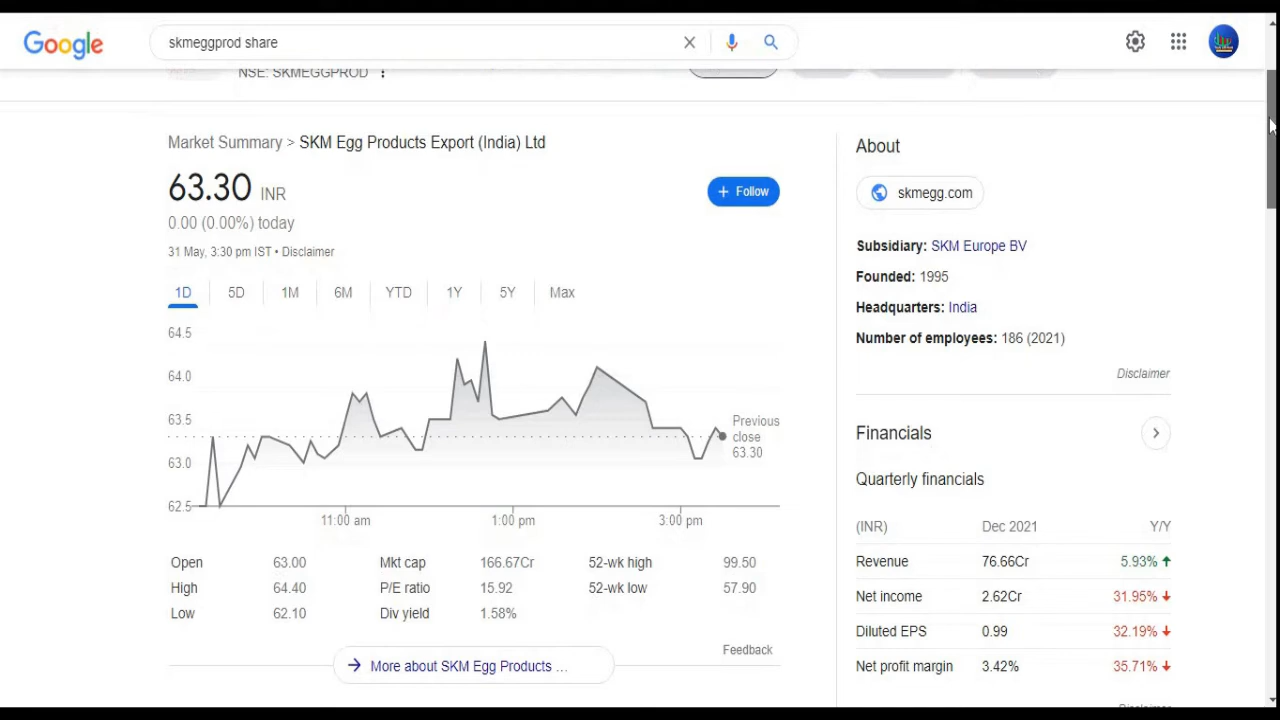 Google
skmeggprod share
NSE: SKMEGGPROD
Market Summary > SKM Egg Products Export (India) Ltd
63.30 INR
+ Follow
0.00 (0.00%) today
31 May, 3:30 pm IST • Disclaimer
1D 5D 1M 6M YTD 1Y 5Y Max
64.5
64.0
63.5
63.0
62.5
Previous
close
63.30
11:00 am 1:00 pm 3:00 pm
Open 63.00 Mkt cap 166.67Cr 52-wk high 99.50
High 64.40 P/E ratio 15.92 52-wk low 57.90
Low 62.10 Div yield 1.58%
Feedback
More about SKM Egg Products ...
About
skmegg.com
Subsidiary: SKM Europe BV
Founded: 1995
Headquarters: India
Number of employees: 186 (2021)
Disclaimer
Financials
Quarterly financials
(INR) Dec 2021 Y/Y
Revenue 76.66Cr 5.93%
Net income 2.62Cr 31.95%
Diluted EPS 0.99 32.19%
Net profit margin 3.42% 35.71%
Disclaimer